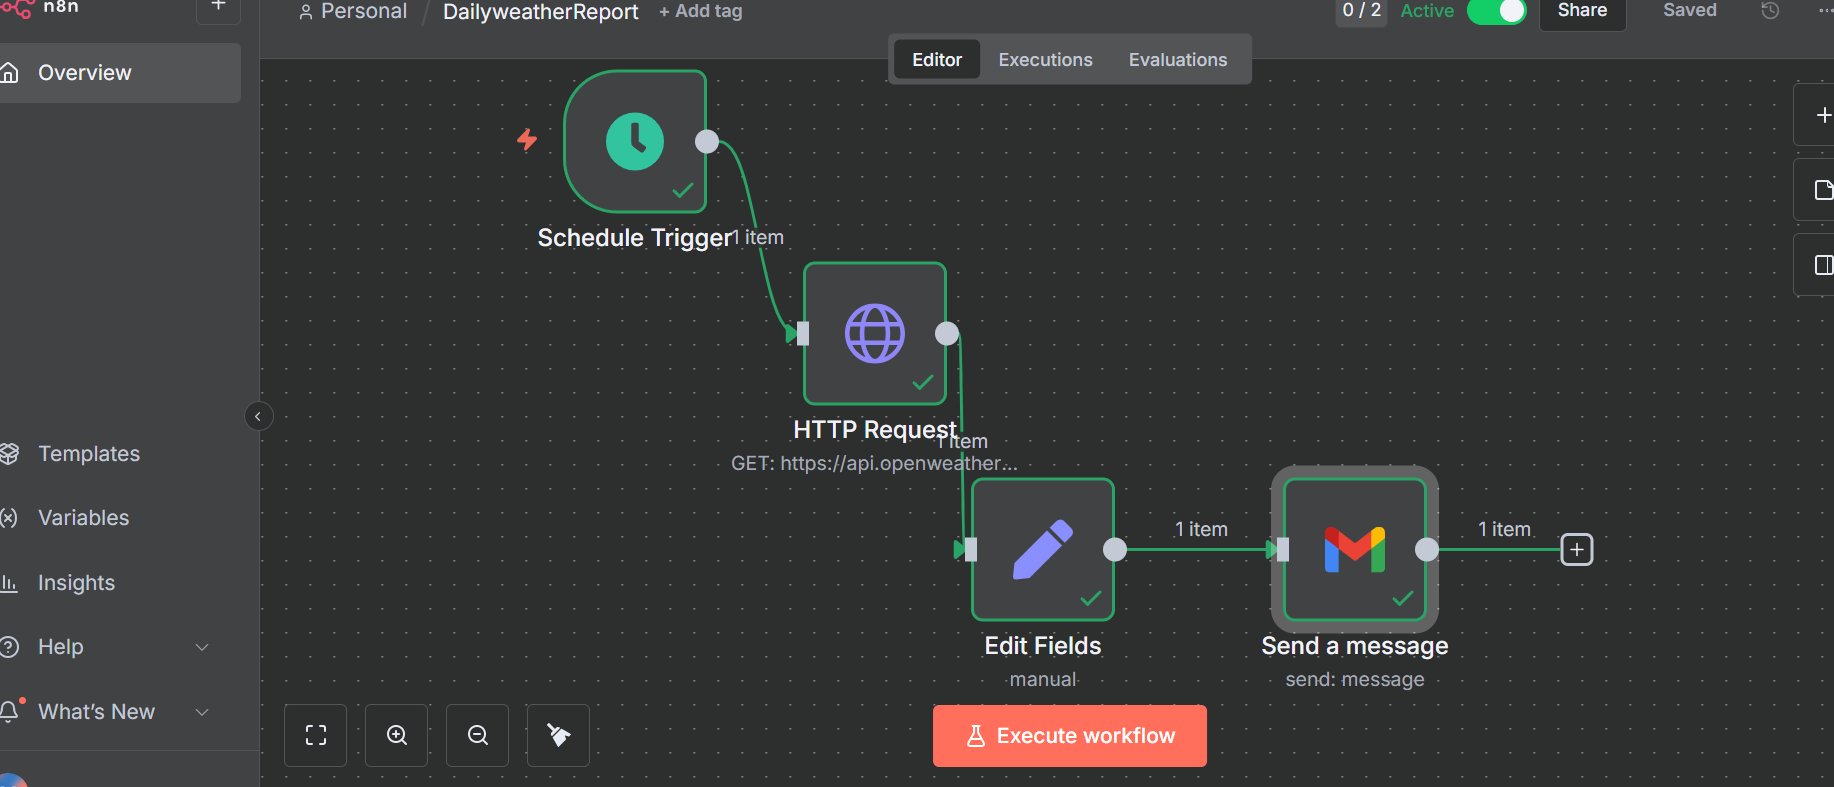 n8n
Personal / DailyweatherReport + Add tag
0 / 2 Active Share Saved
Editor Executions Evaluations
Overview
Schedule Trigger
1 item
HTTP Request
1 item
GET: https://api.openweather...
1 item
1 item
Edit Fields
manual
Send a message
send: message
Templates
Variables
Insights
Help
What's New
Execute workflow